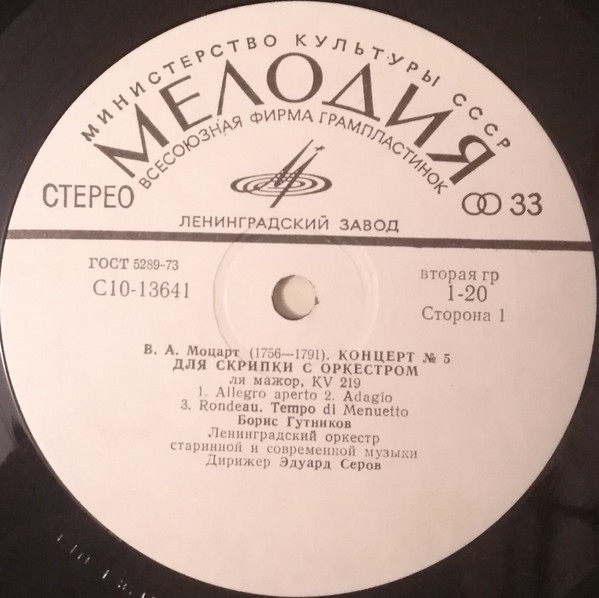 МИНИСТЕРСТВО КУЛЬТУРЫ СССР
МЕЛОДИЯ
ВСЕСОЮЗНАЯ ФИРМА ГРАМПЛАСТИНОК
СТЕРЕО
33
ЛЕНИНГРАДСКИЙ ЗАВОД
ГОСТ 5289-73
С10-13641
вторая гр
1-20
Сторона 1
В. А. Моцарт (1756—1791). КОНЦЕРТ № 5
ДЛЯ СКРИПКИ С ОРКЕСТРОМ
ля мажор, KV 219
1. Allegro aperto 2. Adagio
3. Rondeau. Tempo di Menuetto
Борис Гутников
Ленинградский оркестр
старинной и современной музыки
Дирижер Эдуард Серов